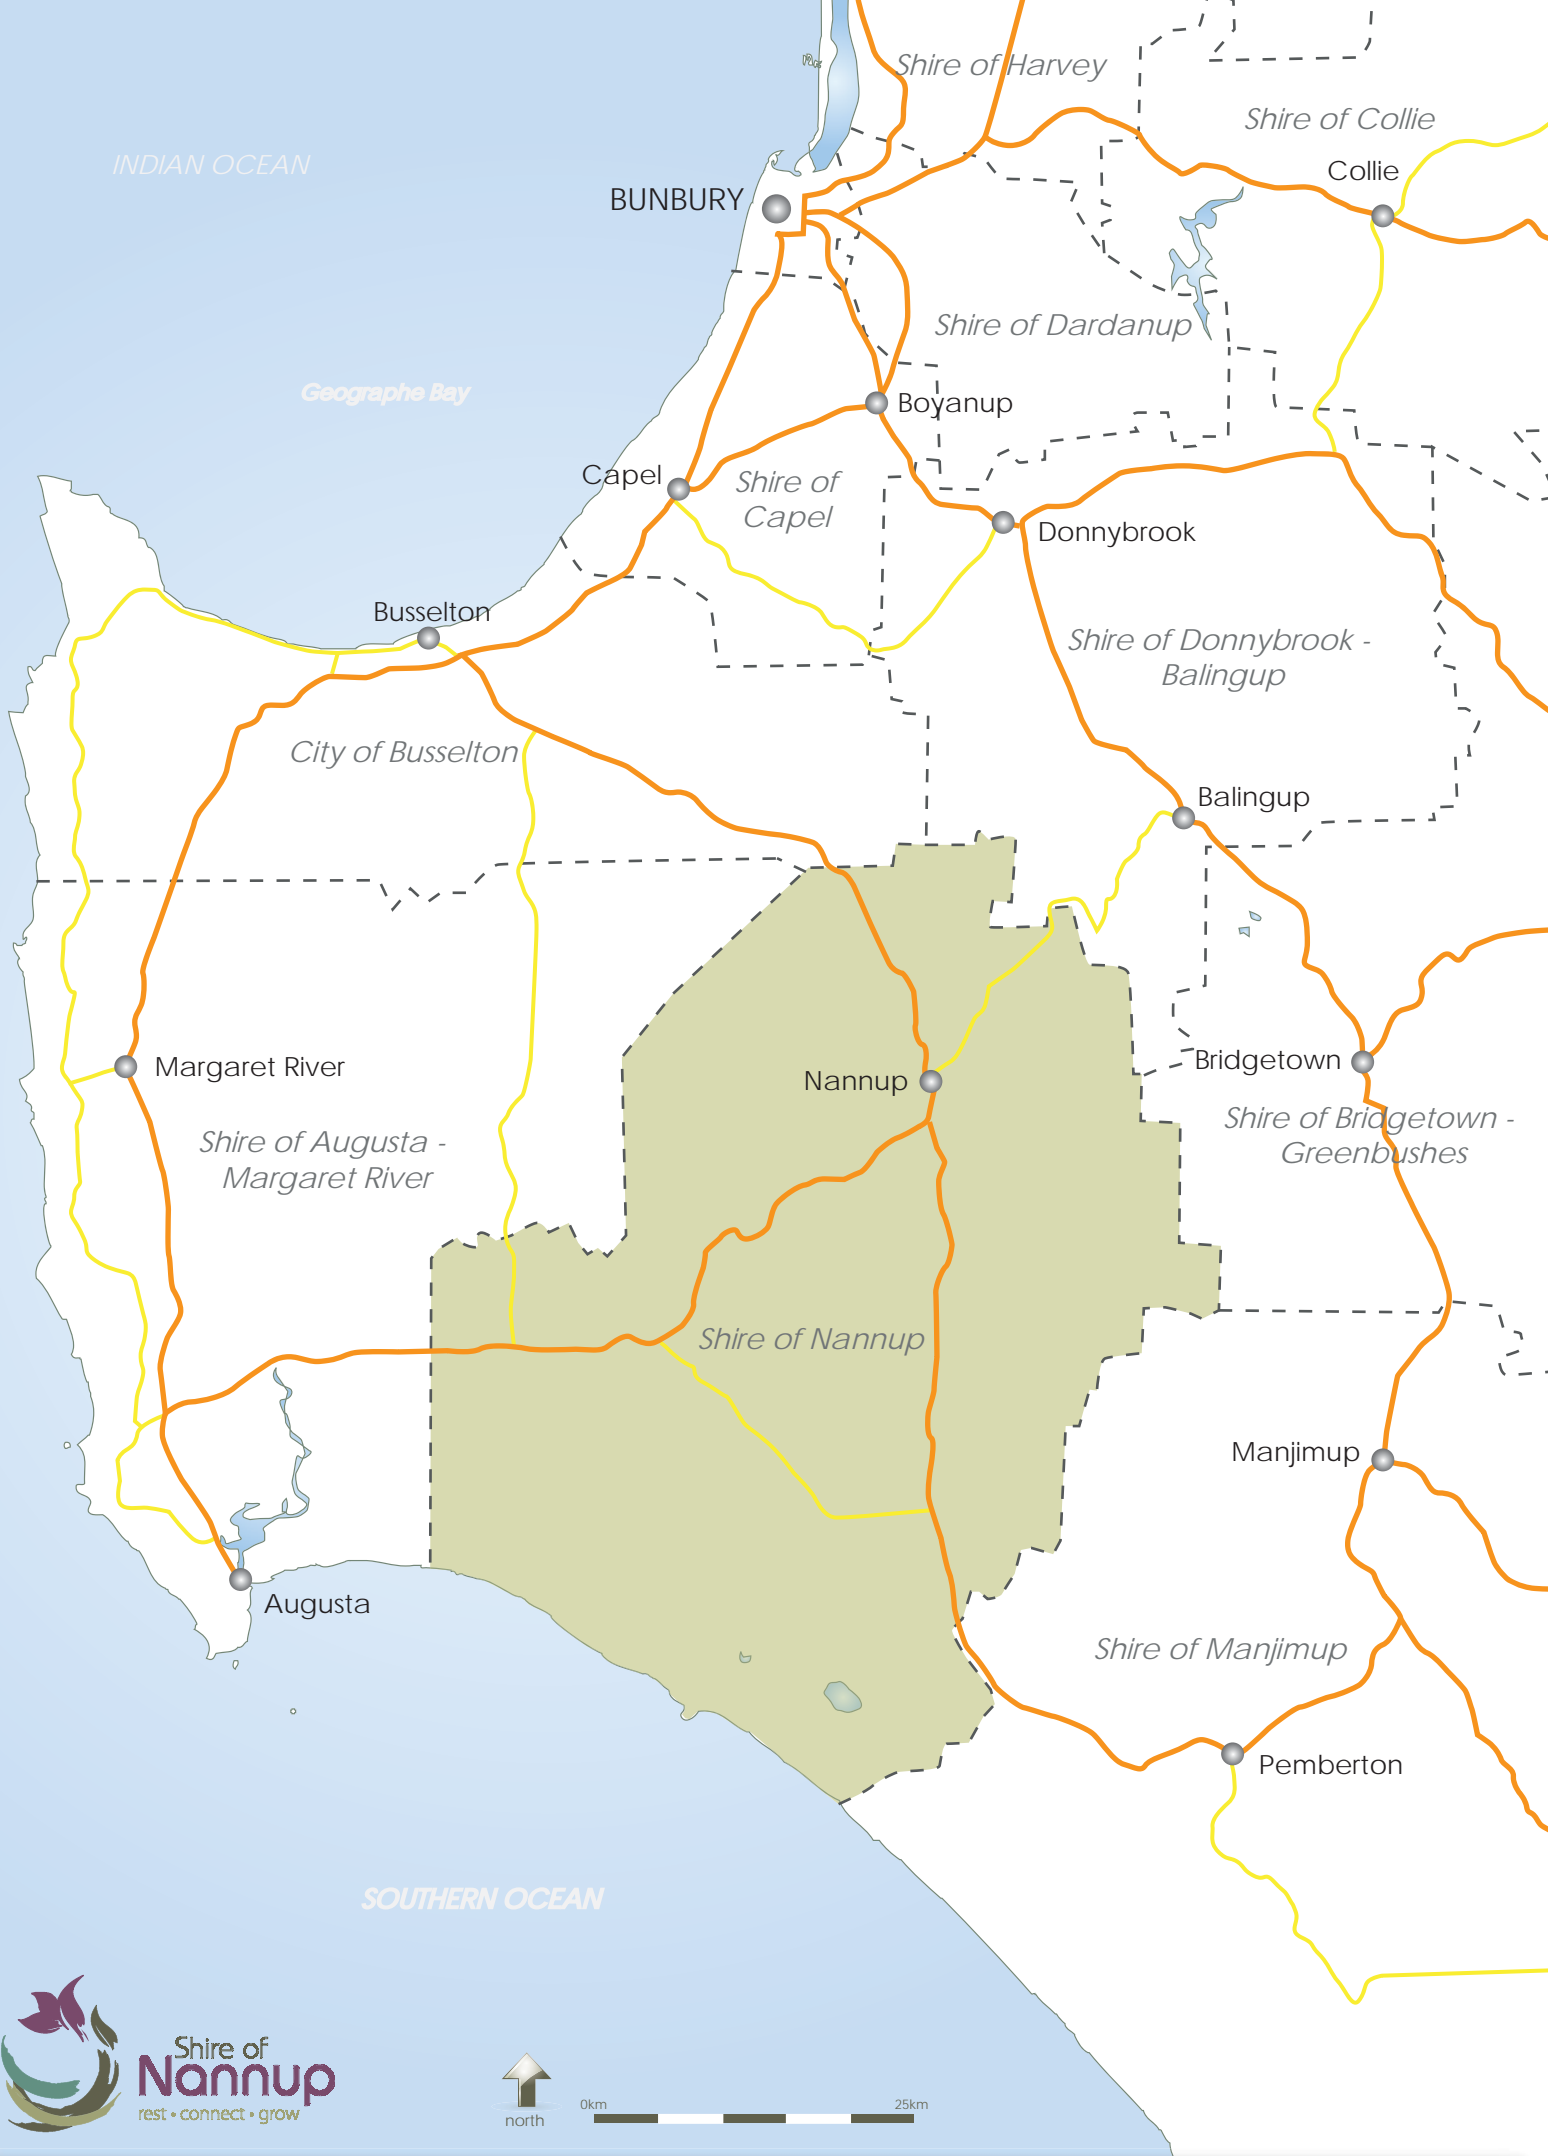 Shire of Harvey
Shire of Collie
INDIAN OCEAN
Collie
BUNBURY
Shire of Dardanup
Geographe Bay
Boyanup
Capel
Shire of
Capel
Donnybrook
Busselton
Shire of Donnybrook -
Balingup
City of Busselton
Balingup
Margaret River
Nannup
Bridgetown
Shire of Augusta -
Margaret River
Shire of Bridgetown -
Greenbushes
Shire of Nannup
Manjimup
Augusta
Shire of Manjimup
Pemberton
SOUTHERN OCEAN
Shire of
Nannup
rest • connect • grow
north
0km
25km